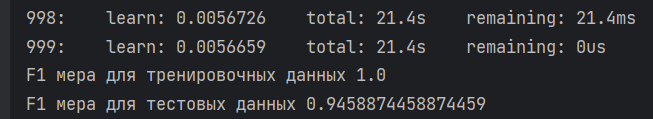 998:    learn: 0.0056726    total: 21.4s    remaining: 21.4ms
999:    learn: 0.0056659    total: 21.4s    remaining: 0us
F1 мера для тренировочных данных 1.0
F1 мера для тестовых данных 0.9458874458874459